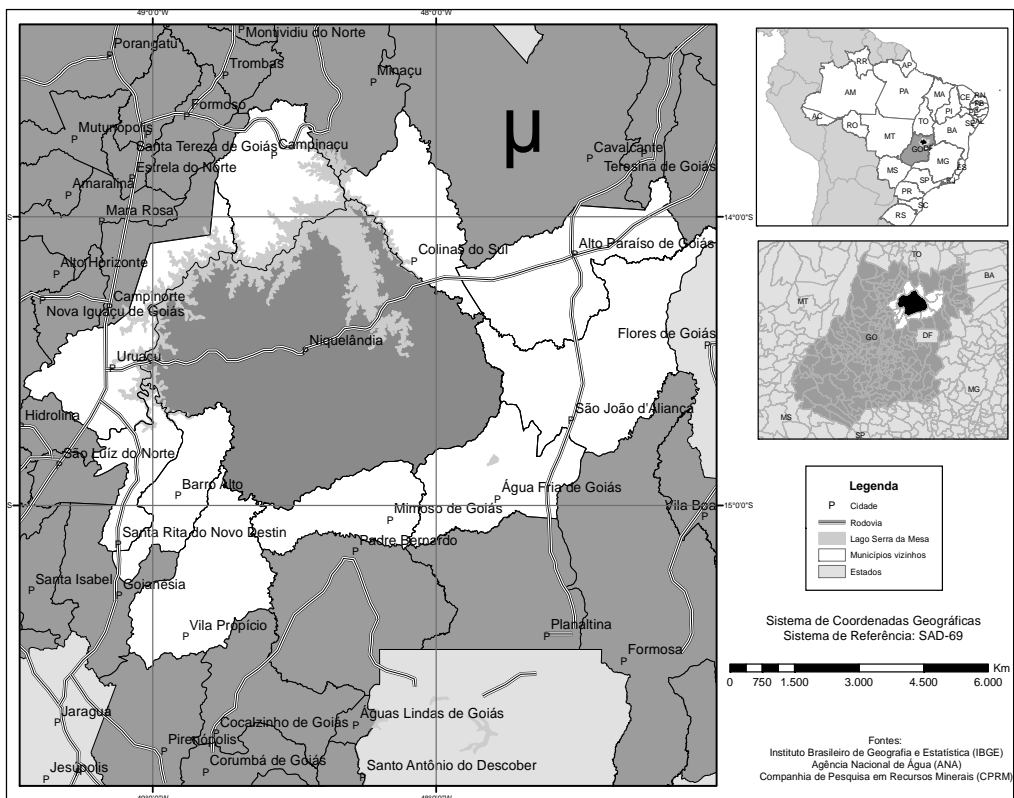 49°0'0"W
48°0'0"W
Porangatu
Montividiu do Norte
Trombas
Minaçu
Formoso
µ
Mutunópolis
Santa Tereza de Goiás
Campinaçu
Cavalcante
Teresina de Goiás
Estrela do Norte
Amaralina
Mara Rosa
14°0'0"S
Colinas do Sul
Alto Paraíso de Goiás
Alto Horizonte
Campinorte
Nova Iguaçu de Goiás
Niquelândia
Flores de Goiás
Uruaçu
Hidrolina
São João d'Aliança
São Luíz do Norte
Barro Alto
Água Fria de Goiás
Mimoso de Goiás
Vila Boa
15°0'0"S
Santa Rita do Novo Destin
Padre Bernardo
Santa Isabel
Goianésia
Vila Propício
Planaltina
Formosa
Jaraguá
Águas Lindas de Goiás
Cocalzinho de Goiás
Pirenópolis
Corumbá de Goiás
Jesúpolis
Santo Antônio do Descober
RR
AP
AM
PA
MA
CE
RN
PB
PI
AC
TO
SE
AL
RO
BA
MT
GO
DF
MG
ES
MS
SP
PR
SC
RS
TO
BA
MT
GO
DF
MG
MS
SP
Legenda
P Cidade
Rodovia
Lago Serra da Mesa
Municípios vizinhos
Estados
Sistema de Coordenadas Geográficas
Sistema de Referência: SAD-69
Km
0 750 1.500 3.000 4.500 6.000
Fontes:
Instituto Brasileiro de Geografia e Estatística (IBGE)
Agência Nacional de Água (ANA)
Companhia de Pesquisa em Recursos Minerais (CPRM)